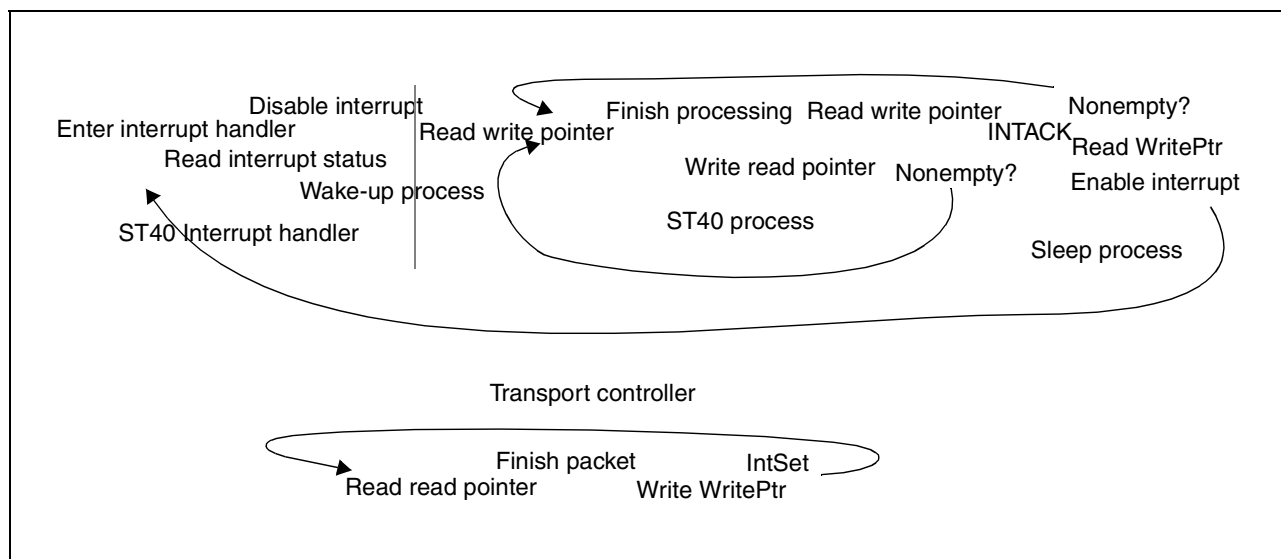 Disable interrupt
Enter interrupt handler
Read interrupt status
Wake-up process
ST40 Interrupt handler
Read write pointer
Finish processing
Read write pointer
Write read pointer
Nonempty?
ST40 process
INTACK
Nonempty?
Read WritePtr
Enable interrupt
Sleep process
Transport controller
Read read pointer
Finish packet
Write WritePtr
IntSet